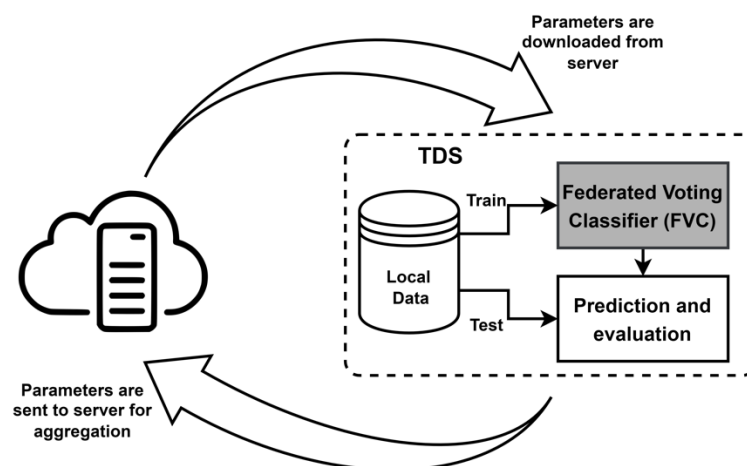 Parameters are
downloaded from
server
TDS
Train
Federated Voting
Classifier (FVC)
Local
Data
Test
Prediction and
evaluation
Parameters are
sent to server for
aggregation